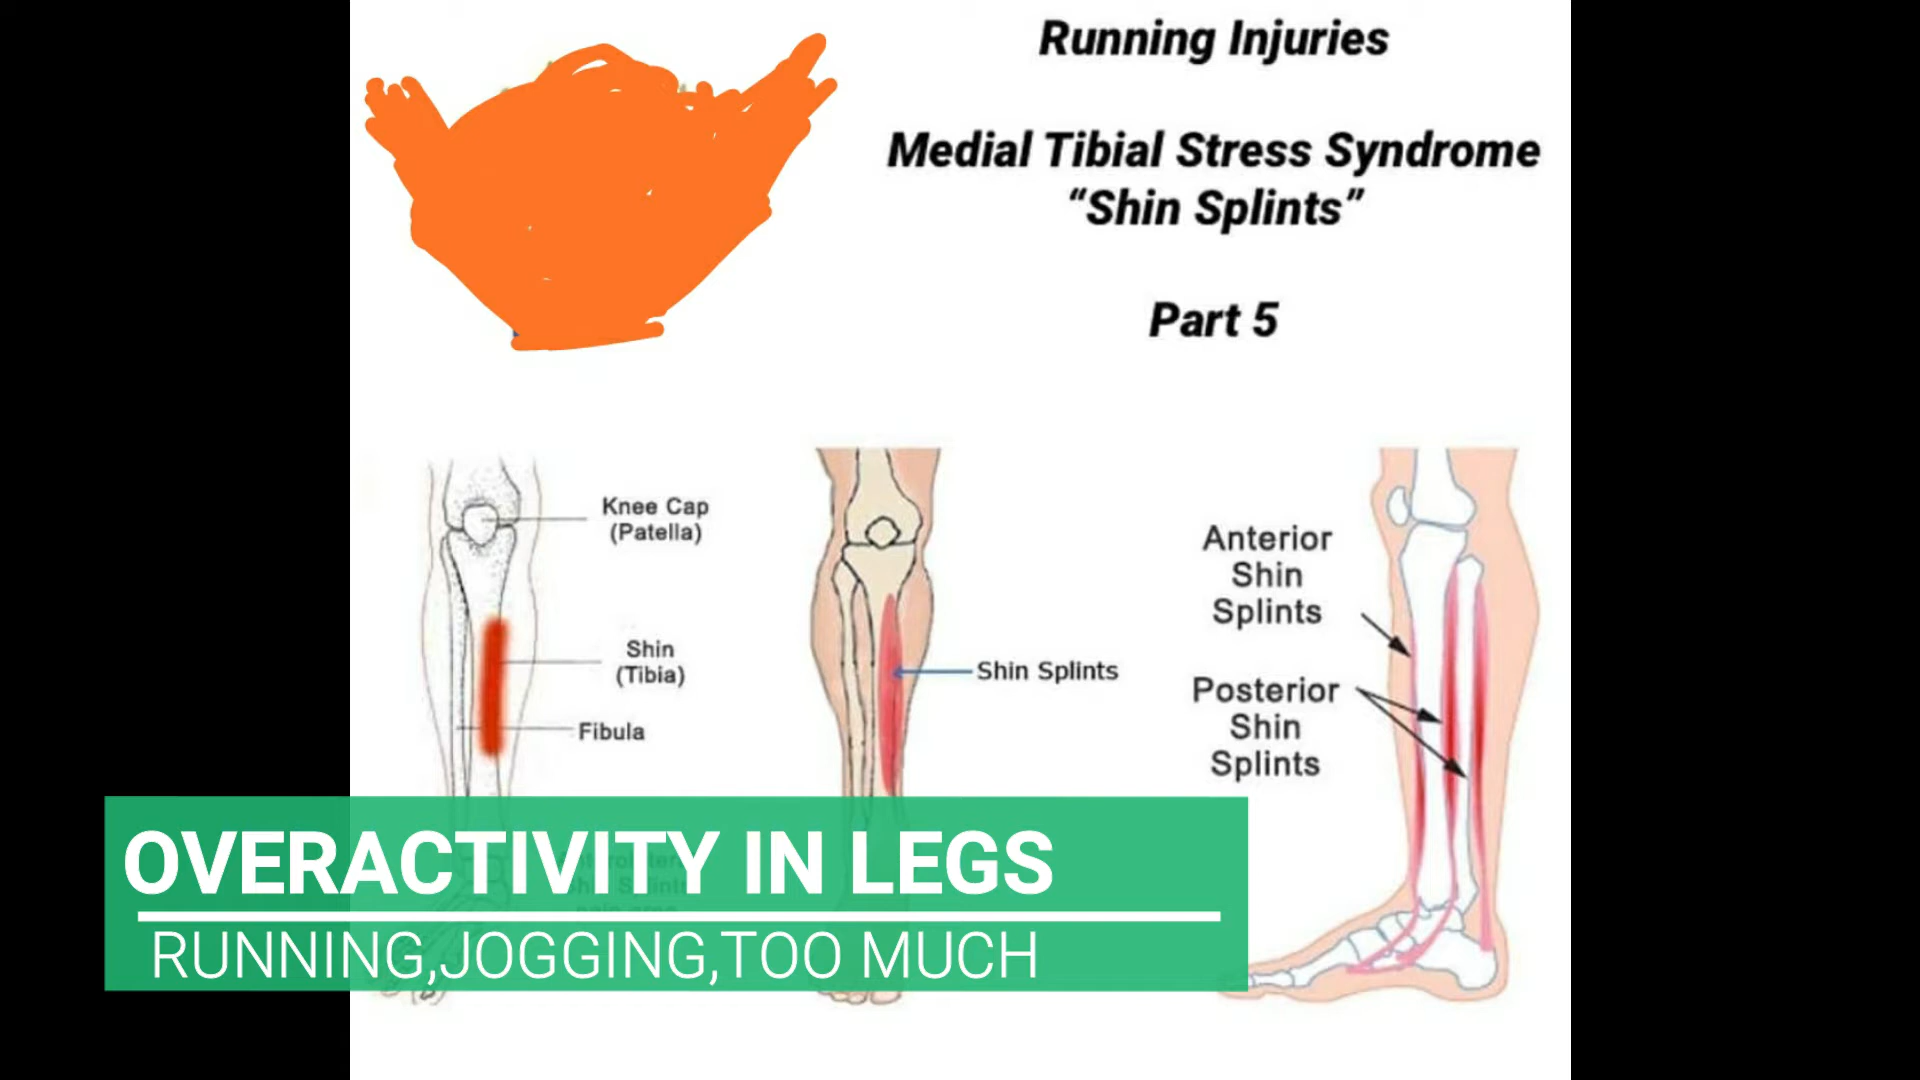 Running Injuries
Medial Tibial Stress Syndrome
“Shin Splints”
Part 5
Knee Cap
(Patella)
Shin
(Tibia)
Fibula
Shin Splints
Anterior
Shin
Splints
Posterior
Shin
Splints
OVERACTIVITY IN LEGS
RUNNING,JOGGING,TOO MUCH